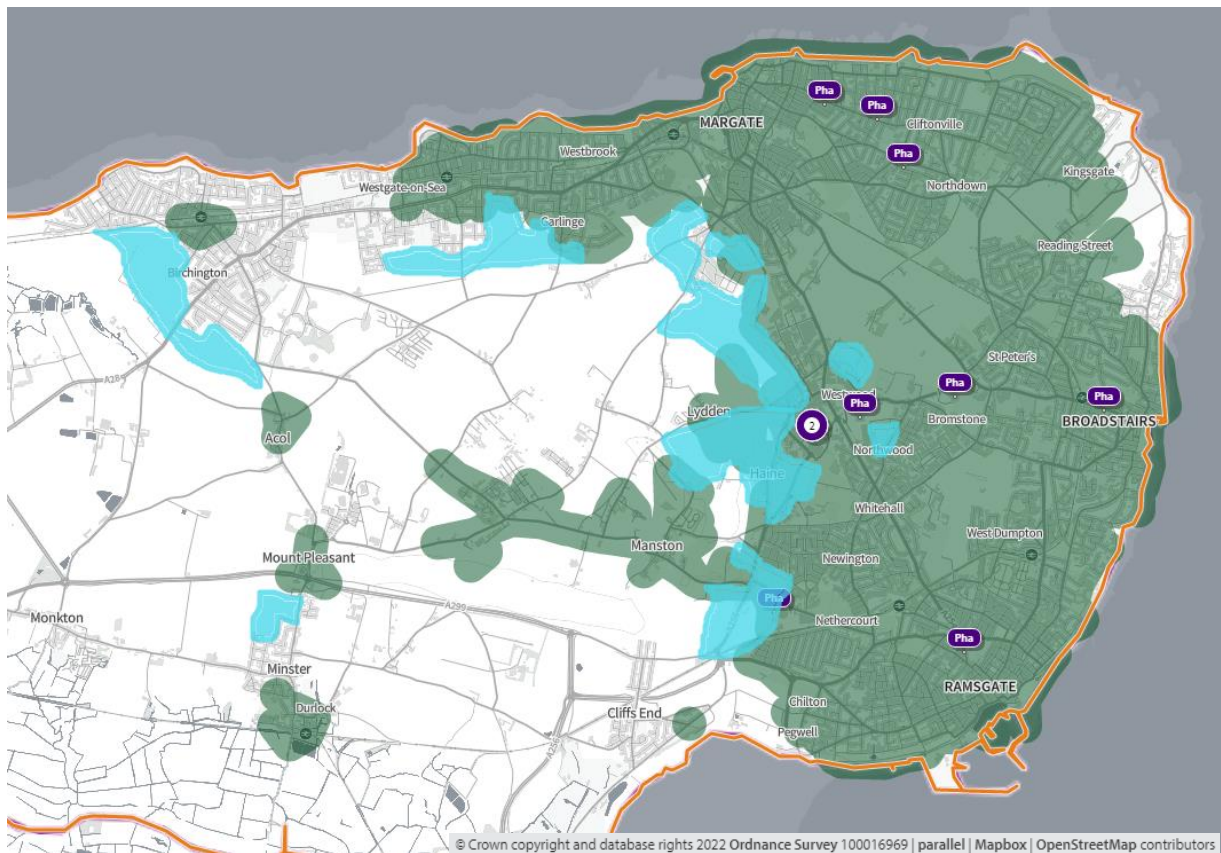 Pha
Pha
MARGATE
Cliftonville
Westbrook
Pha
Kingsgate
Westgate-on-Sea
Northdown
Garlinge
Reading Street
Birchington
St Peter's
A28
Pha
Pha
Pha
Lydden
Bromstone
BROADSTAIRS
2
Acol
Northwood
Haine
Whitehall
West Dumpton
Manston
Mount Pleasant
Newington
Pha
A299
Monkton
Nethercourt
Pha
Minster
RAMSGATE
Chilton
Durlock
Cliffs End
Pegwell
A256
© Crown copyright and database rights 2022 Ordnance Survey 100016969 | parallel | Mapbox | OpenStreetMap contributors